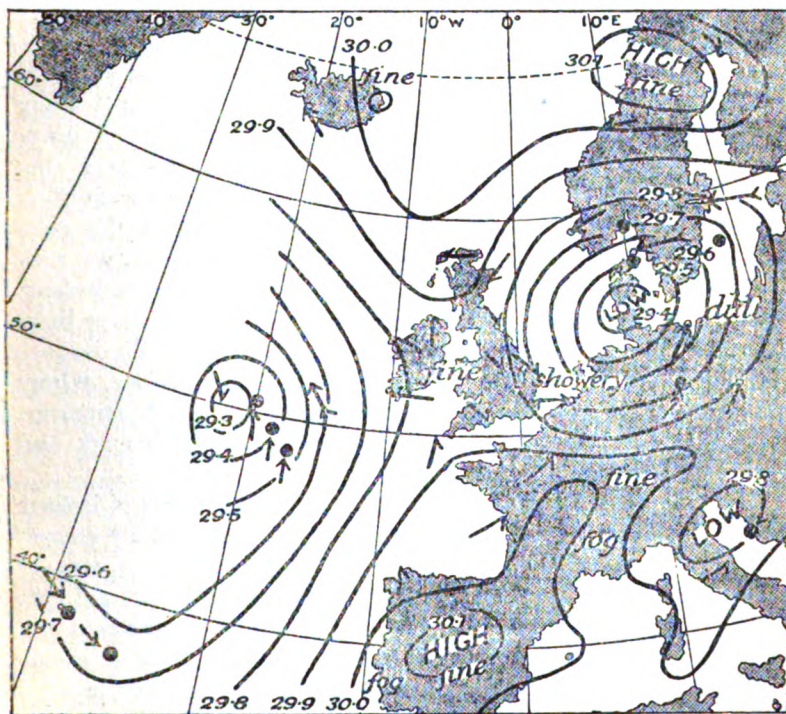 50° 40° 30° 20° 10°W 0° 10°E
30.0
fine
30.1
HIGH
fine
60°
29.9
29.8
29.7
29.6
29.5
LOW
29.4
dull
50°
fine
showery
29.3
29.4
29.5
fine
29.8
LOW
fog
40°
29.6
29.7
30.1
HIGH
fine
fog
29.8 29.9 30.0